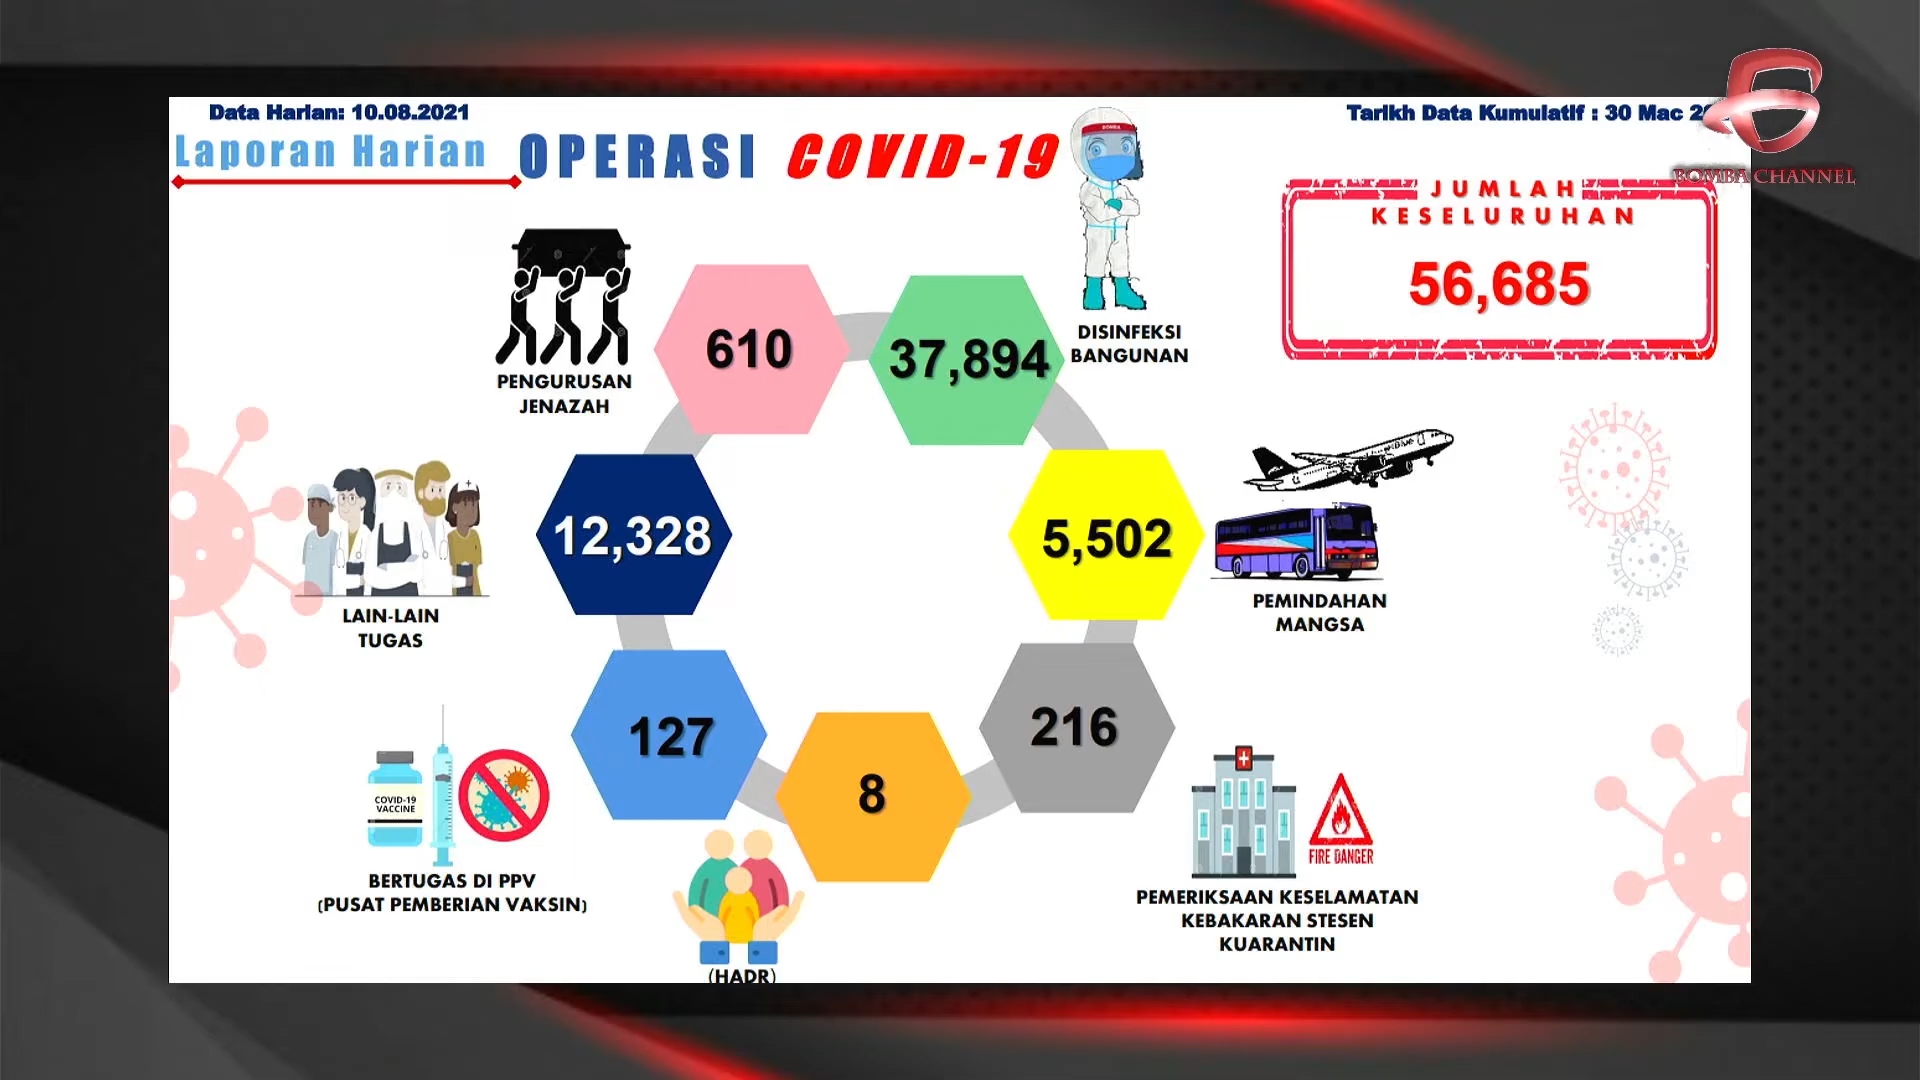 Data Harian: 10.08.2021
Tarikh Data Kumulatif : 30 Mac
Laporan Harian
OPERASI COVID-19
BOMBA CHANNEL
BOMBA
JUMLAH
KESELURUHAN
56,685
610
37,894
DISINFEKSI
BANGUNAN
PENGURUSAN
JENAZAH
12,328
5,502
LAIN-LAIN
TUGAS
PEMINDAHAN
MANGSA
127
216
8
COVID-19
VACCINE
FIRE DANGER
BERTUGAS DI PPV
(PUSAT PEMBERIAN VAKSIN)
PEMERIKSAAN KESELAMATAN
KEBAKARAN STESEN
KUARANTIN
(HADR)